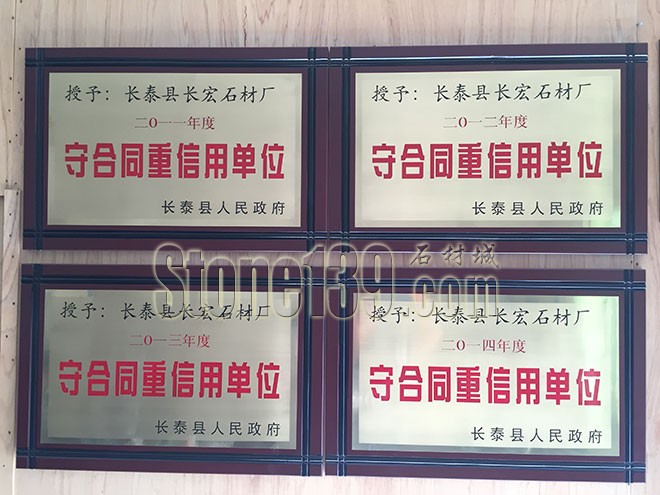 授予：长泰县长宏石材厂
二〇一一年度
守合同重信用单位
长泰县人民政府
授予：长泰县长宏石材厂
二〇一二年度
守合同重信用单位
长泰县人民政府
Stone139 石材城
.com
授予：长泰县长宏石材厂
二〇一三年度
守合同重信用单位
长泰县人民政府
授予：长泰县长宏石材厂
二〇一四年度
守合同重信用单位
长泰县人民政府